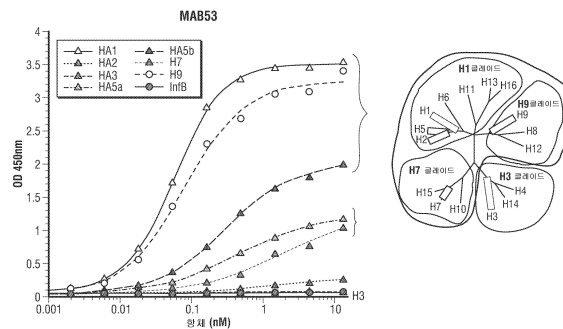 MAB53
OD 450nm
4
3.5
3
2.5
2
1.5
1
0.5
0
HA1
HA2
HA3
HA5a
HA5b
H7
H9
InfB
H3
0.001
0.01
0.1
1
10
항체 (nM)
H1 클레이드
H13
H16
H11
H6
H1
H5
H2
H9 클레이드
H9
H8
H12
H7 클레이드
H15
H7
H10
H3 클레이드
H4
H14
H3